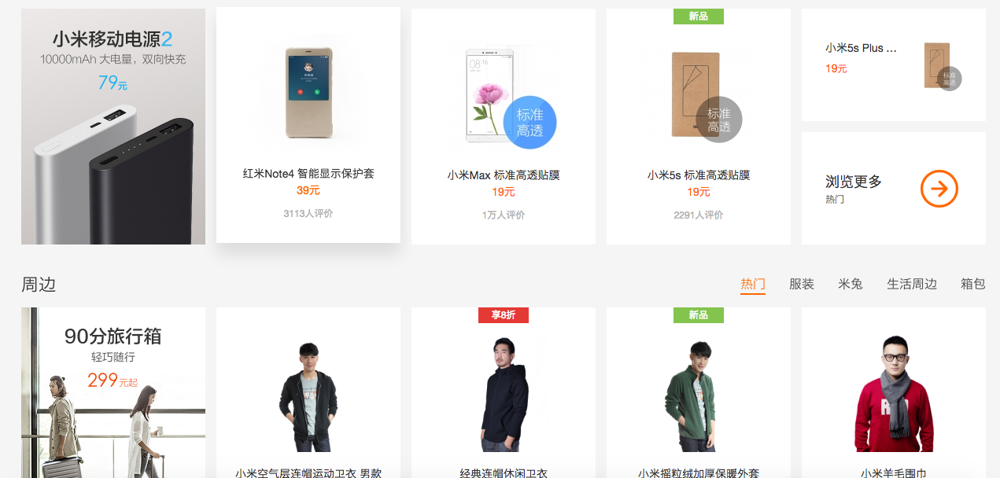 小米移动电源2
10000mAh 大电量，双向快充
79元
红米Note4 智能显示保护套
39元
3113人评价
08:16
标准
高透
小米Max 标准高透贴膜
19元
1万人评价
新品
标准
高透
小米5s 标准高透贴膜
19元
2291人评价
小米5s Plus ...
19元
标准
高透
浏览更多
热门
周边
热门
服装
米兔
生活周边
箱包
90分旅行箱
轻巧随行
299元起
小米空气层连帽运动卫衣 男款
享8折
经典连帽休闲卫衣
新品
小米摇粒绒加厚保暖外套
小米羊毛围巾